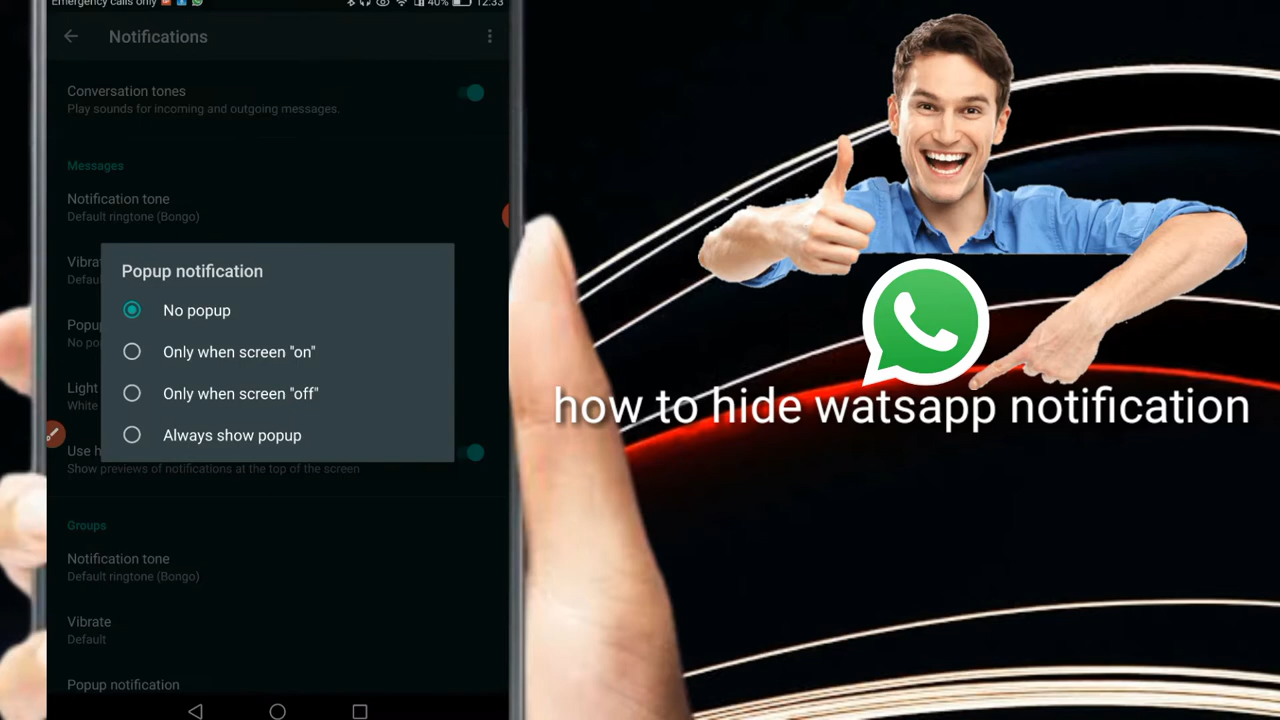 Emergency calls only
40%
12:33
Notifications
Conversation tones
Play sounds for incoming and outgoing messages.
Messages
Notification tone
Default ringtone (Bongo)
Popup notification
No popup
Only when screen "on"
Only when screen "off"
Always show popup
Light
White
Show previews of notifications at the top of the screen
Groups
Notification tone
Default ringtone (Bongo)
Vibrate
Default
Popup notification
how to hide watsapp notification